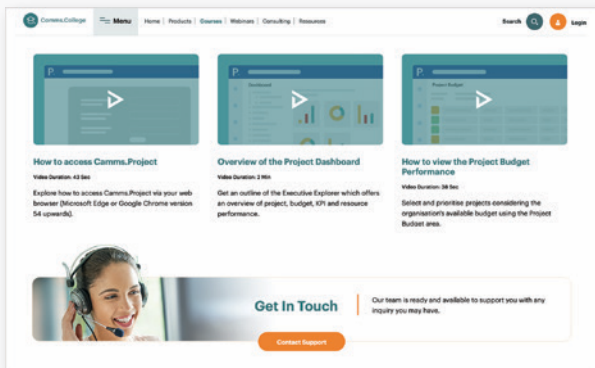 Camms.College
Menu
Home | Products | Courses | Webinars | Consulting | Resources
Search
Login
P.
P.
Dashboard
P.
Project Budget
How to access Camms.Project
Overview of the Project Dashboard
How to view the Project Budget
Performance
Video Duration: 43 Sec
Video Duration: 2 Min
Video Duration: 38 Sec
Explore how to access Camms.Project via your web
browser (Microsoft Edge or Google Chrome version
54 upwards).
Get an outline of the Executive Explorer which offers
an overview of project, budget, KPI and resource
performance.
Select and prioritise projects considering the
organisation's available budget using the Project
Budget area.
Get In Touch
Our team is ready and available to support you with any
inquiry you may have.
Contact Support